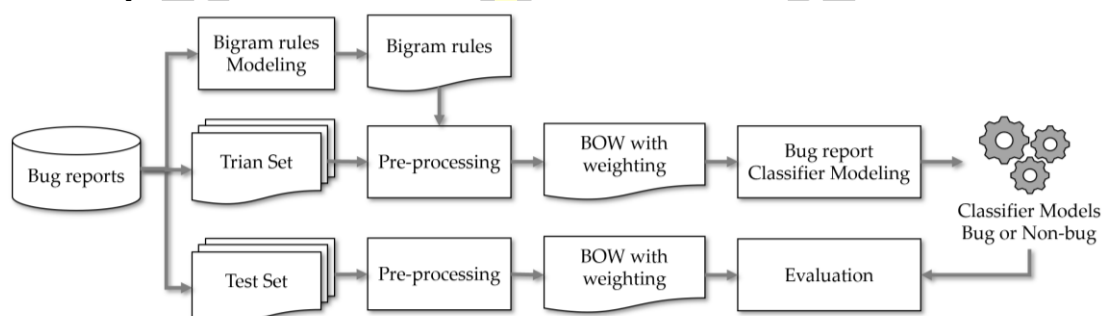 Bigram rules
Modeling
Bigram rules
Bug reports
Trian Set
Pre-processing
BOW with
weighting
Bug report
Classifier Modeling
Classifier Models
Bug or Non-bug
Test Set
Pre-processing
BOW with
weighting
Evaluation